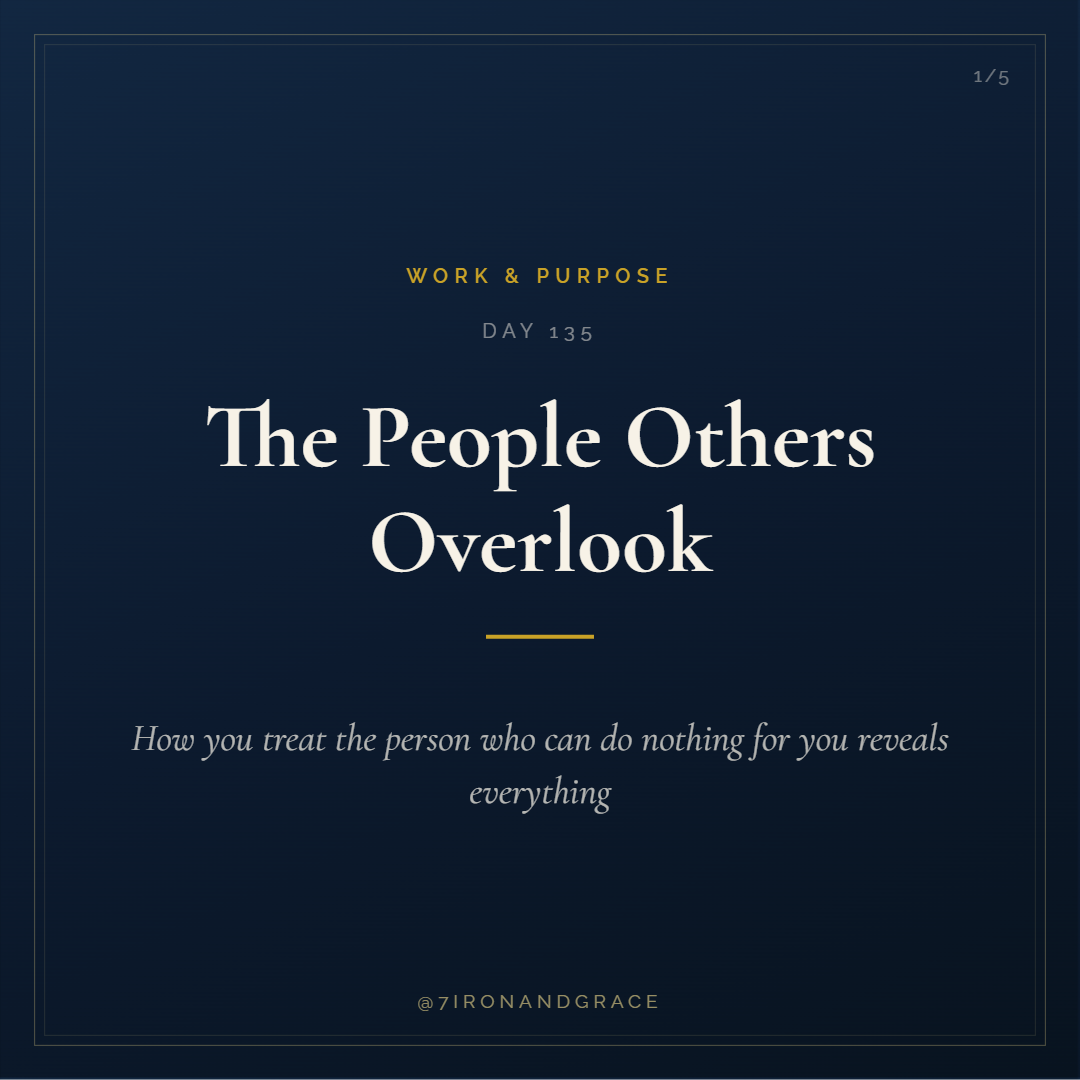 1/5
WORK & PURPOSE
DAY 135
The People Others
Overlook
How you treat the person who can do nothing for you reveals
everything
@7IRONANDGRACE